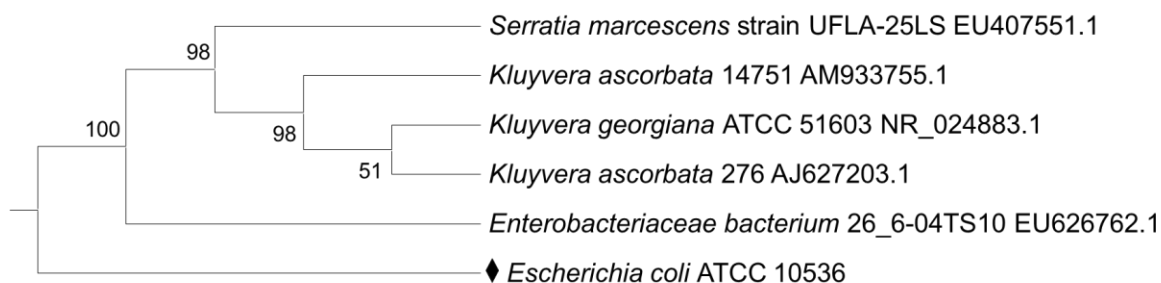 Serratia marcescens strain UFLA-25LS EU407551.1
98
Kluyvera ascorbata 14751 AM933755.1
100
98
Kluyvera georgiana ATCC 51603 NR_024883.1
51
Kluyvera ascorbata 276 AJ627203.1
Enterobacteriaceae bacterium 26_6-04TS10 EU626762.1
Escherichia coli ATCC 10536